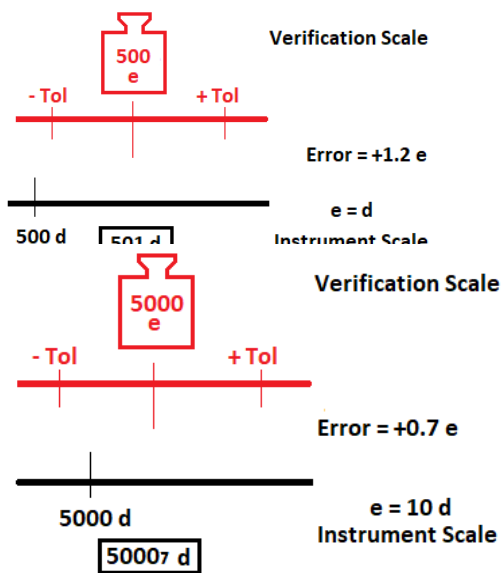 500
e
Verification Scale
- Tol + Tol
Error = +1.2 e
e = d
500 d 501 d Instrument Scale
5000
e
Verification Scale
- Tol + Tol
Error = +0.7 e
5000 d
e = 10 d
Instrument Scale
50007 d